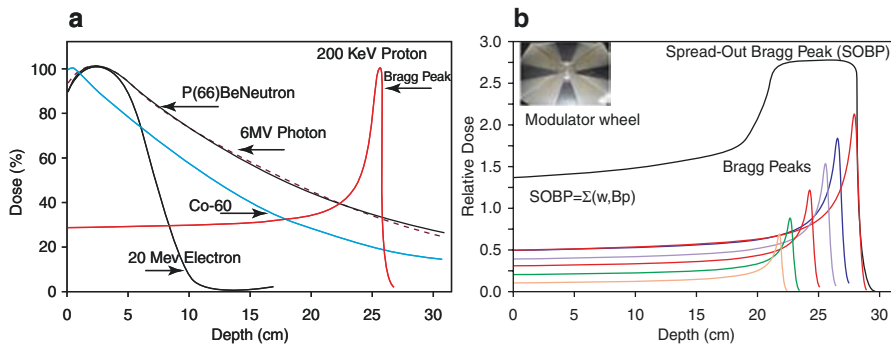 a
200 KeV Proton
Bragg Peak
P(66)BeNeutron
6MV Photon
Co-60
20 Mev Electron
Dose (%)
100
80
60
40
20
0
0 5 10 15 20 25 30
Depth (cm)
b
Spread-Out Bragg Peak (SOBP)
Modulator wheel
Bragg Peaks
SOBP=Σ(w,Bp)
Relative Dose
3.0
2.5
2.0
1.5
1.0
0.5
0.0
0 5 10 15 20 25 30
Depth (cm)